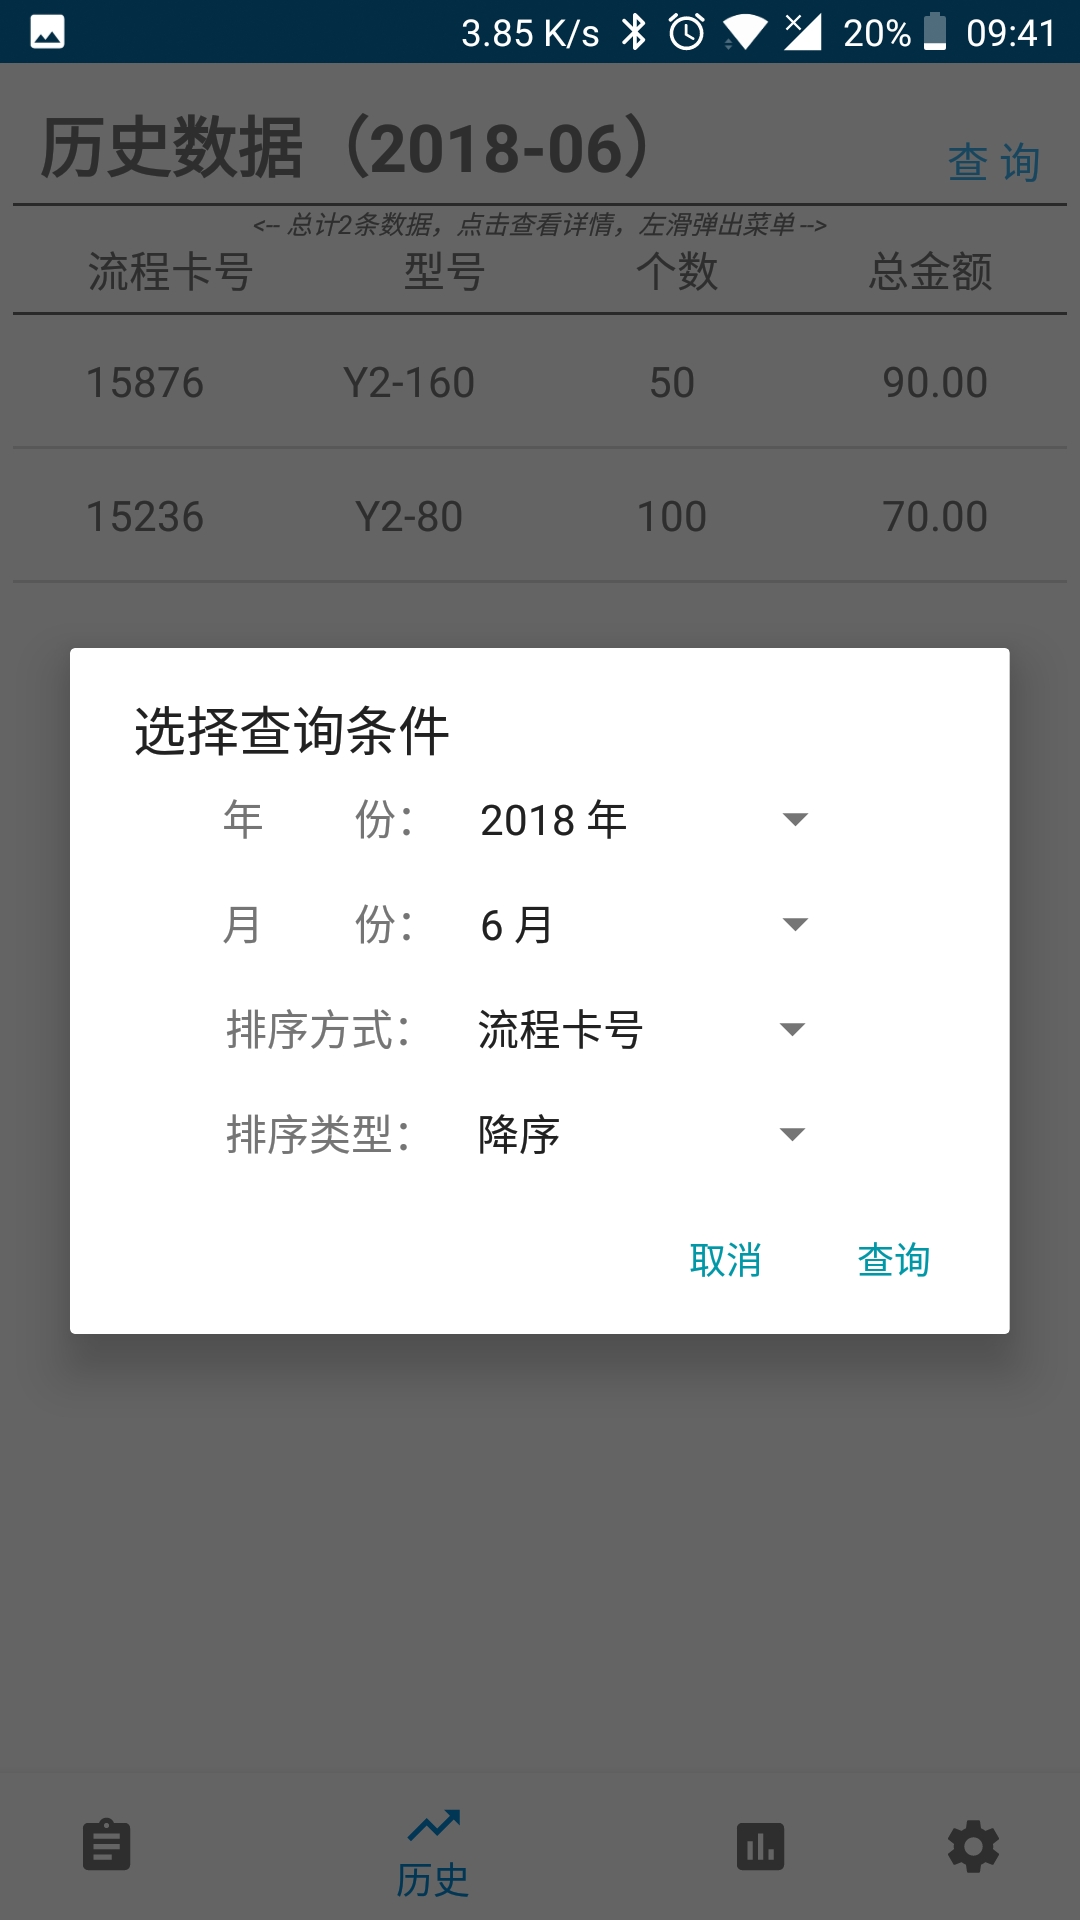 3.85 K/s 20% 09:41
历史数据（2018-06） 查 询
<-- 总计2条数据，点击查看详情，左滑弹出菜单 -->
流程卡号 型号 个数 总金额
15876 Y2-160 50 90.00
15236 Y2-80 100 70.00
选择查询条件
年 份： 2018 年
月 份： 6 月
排序方式： 流程卡号
排序类型： 降序
取消 查询
历史